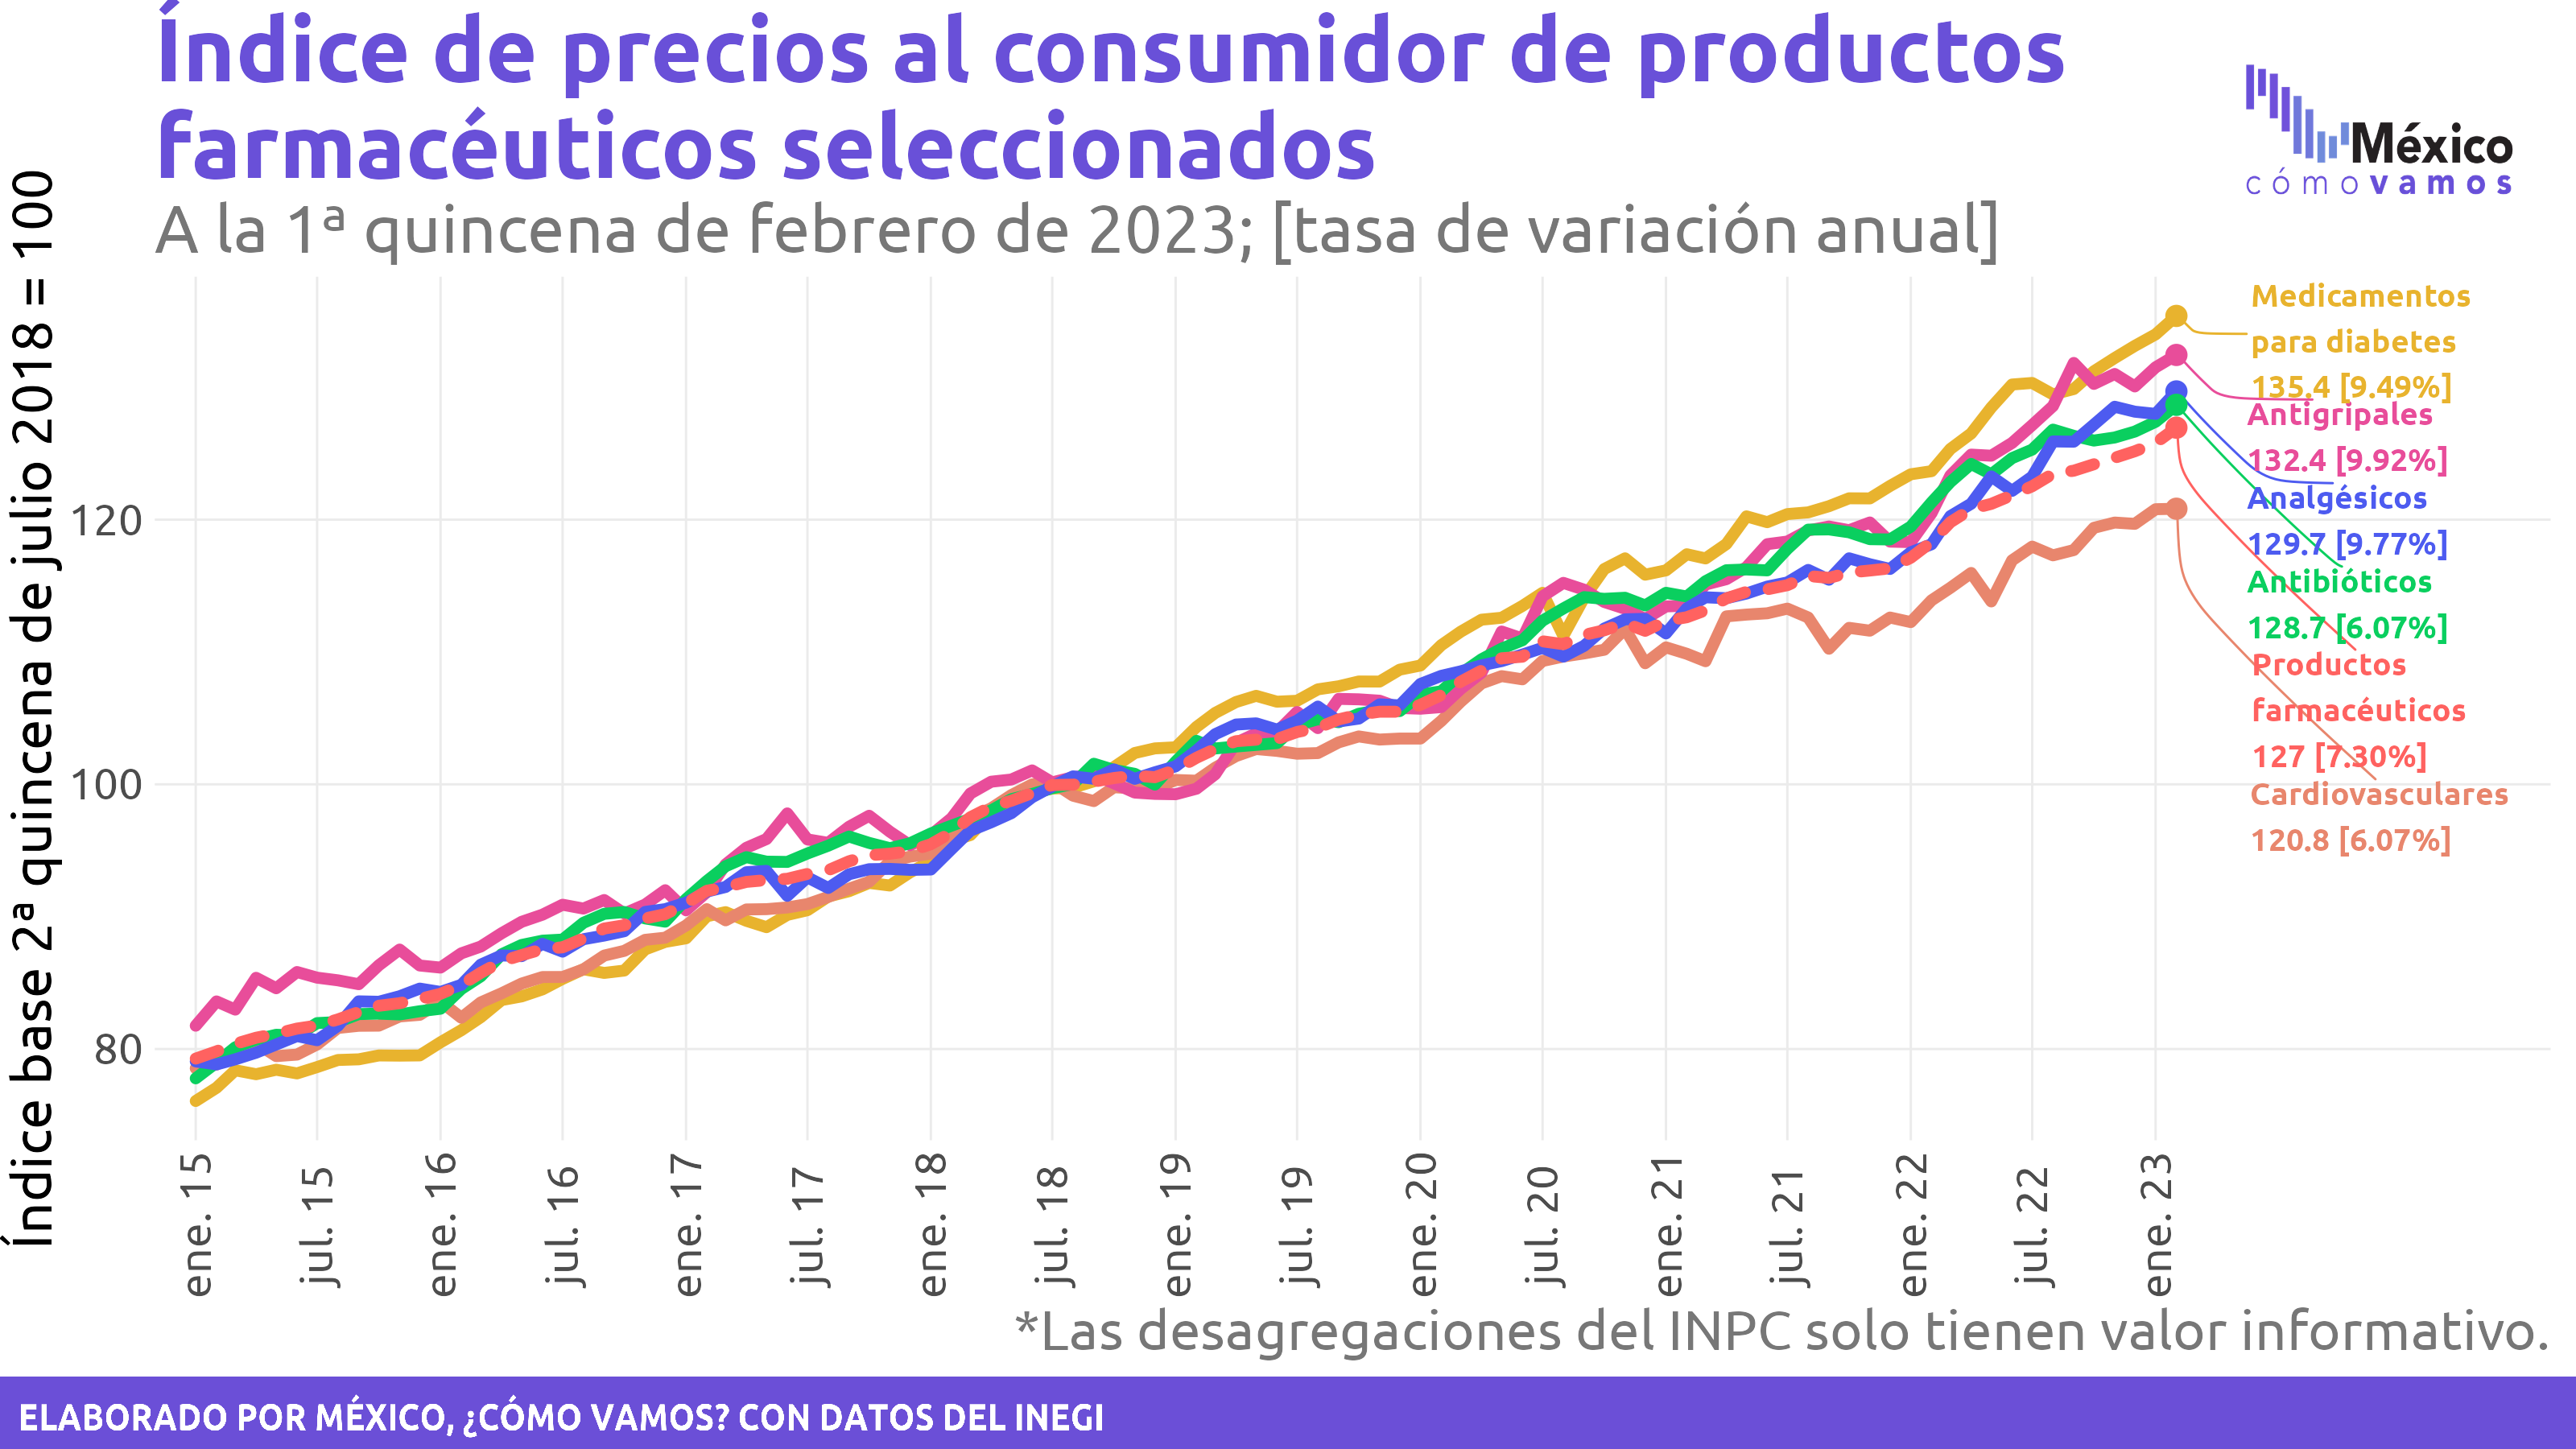 Índice de precios al consumidor de productos
farmacéuticos seleccionados
A la 1ª quincena de febrero de 2023; [tasa de variación anual]
México
cómovamos
Índice base 2ª quincena de julio 2018 = 100
120
100
80
Medicamentos
para diabetes
135.4 [9.49%]
Antigripales
132.4 [9.92%]
Analgésicos
129.7 [9.77%]
Antibióticos
128.7 [6.07%]
Productos
farmacéuticos
127 [7.30%]
Cardiovasculares
120.8 [6.07%]
ene. 15
jul. 15
ene. 16
jul. 16
ene. 17
jul. 17
ene. 18
jul. 18
ene. 19
jul. 19
ene. 20
jul. 20
ene. 21
jul. 21
ene. 22
jul. 22
ene. 23
*Las desagregaciones del INPC solo tienen valor informativo.
ELABORADO POR MÉXICO, ¿CÓMO VAMOS? CON DATOS DEL INEGI